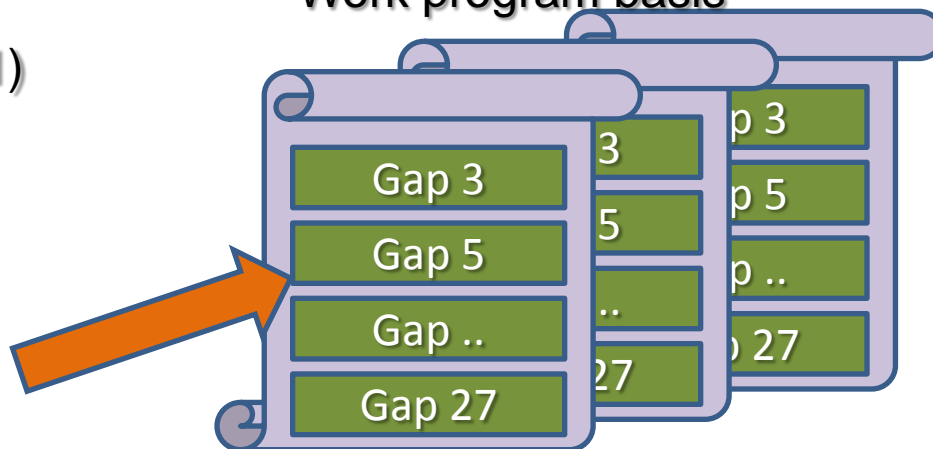 Work program basis
)
Gap 3
Gap 5
Gap ..
Gap 27
3
5
..
27
p 3
p 5
p ..
27